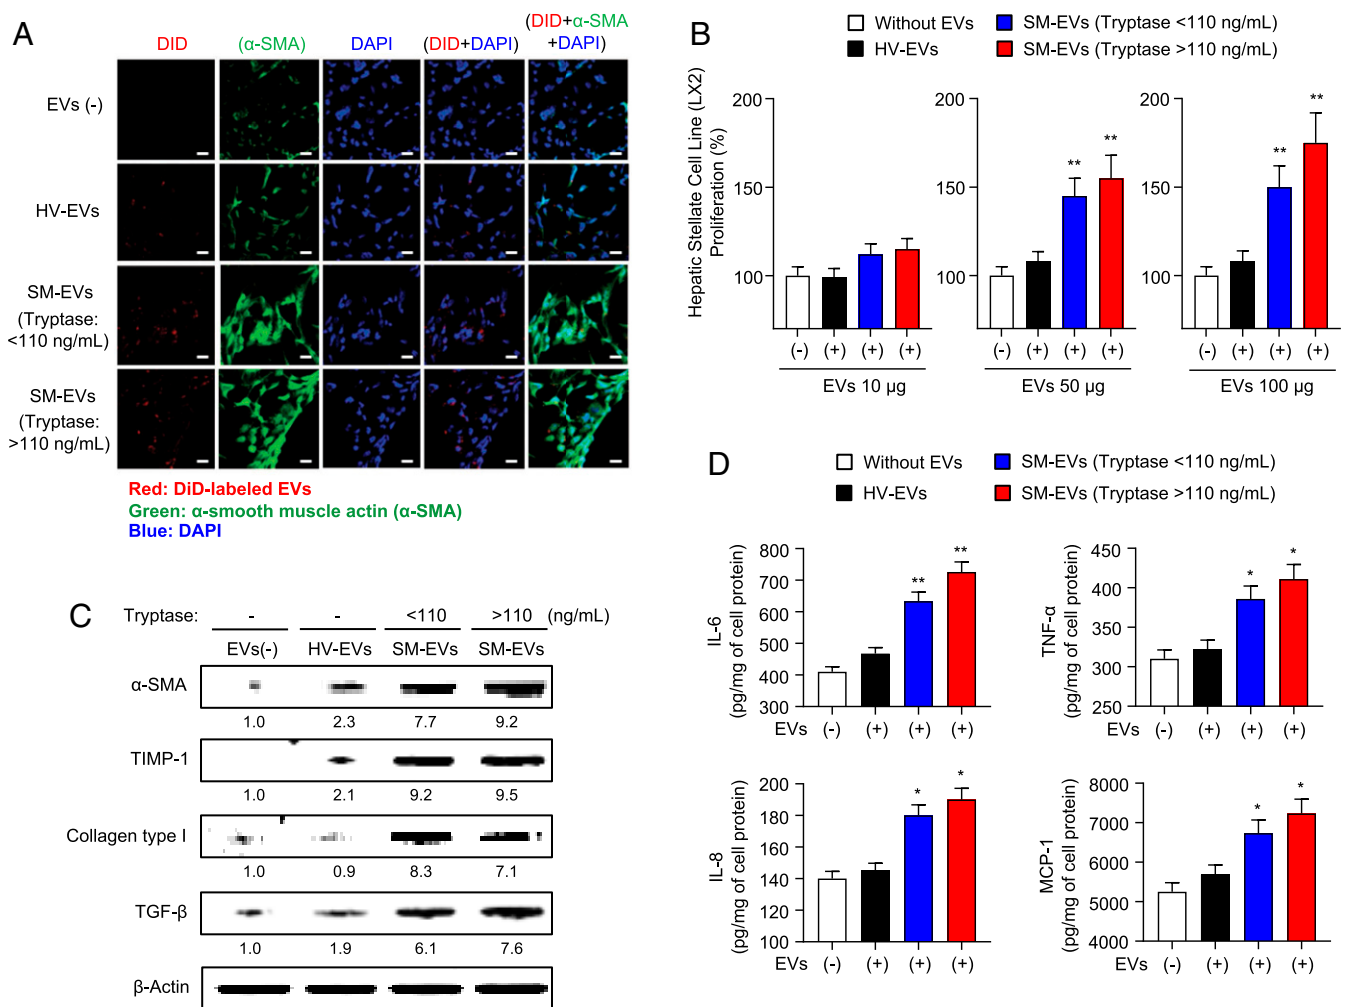 A
DID
(α-SMA)
DAPI
(DID+DAPI)
(DID+α-SMA
+DAPI)
EVs (-)
HV-EVs
SM-EVs
(Tryptase:
<110 ng/mL)
SM-EVs
(Tryptase:
>110 ng/mL)
Red: DiD-labeled EVs
Green: α-smooth muscle actin (α-SMA)
Blue: DAPI
B
Without EVs
HV-EVs
SM-EVs (Tryptase <110 ng/mL)
SM-EVs (Tryptase >110 ng/mL)
Hepatic Stellate Cell Line (LX2)
Proliferation (%)
200
150
100
(-) (+) (+) (+)
EVs 10 µg
200
150
100
** **
(-) (+) (+) (+)
EVs 50 µg
200
150
100
** **
(-) (+) (+) (+)
EVs 100 µg
C
Tryptase: - - <110 >110 (ng/mL)
EVs(-) HV-EVs SM-EVs SM-EVs
α-SMA
1.0 2.3 7.7 9.2
TIMP-1
1.0 2.1 9.2 9.5
Collagen type I
1.0 0.9 8.3 7.1
TGF-β
1.0 1.9 6.1 7.6
β-Actin
D
Without EVs
HV-EVs
SM-EVs (Tryptase <110 ng/mL)
SM-EVs (Tryptase >110 ng/mL)
IL-6
(pg/mg of cell protein)
800
700
600
500
400
300
** **
EVs (-) (+) (+) (+)
TNF-α
(pg/mg of cell protein)
450
400
350
300
250
* *
EVs (-) (+) (+) (+)
IL-8
(pg/mg of cell protein)
200
180
160
140
120
100
* *
EVs (-) (+) (+) (+)
MCP-1
(pg/mg of cell protein)
8000
7000
6000
5000
4000
* *
EVs (-) (+) (+) (+)